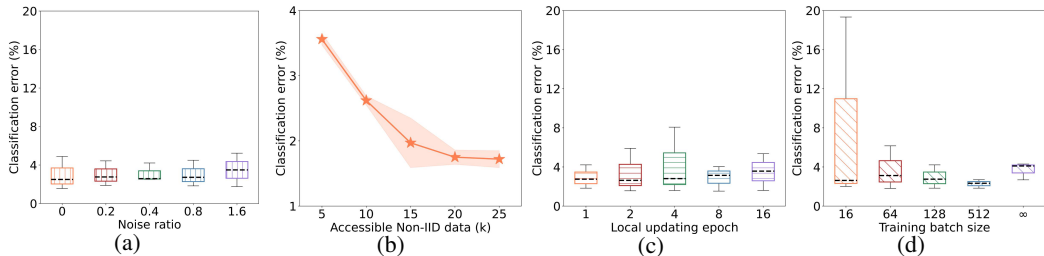 Classification error (%)
20
16
12
8
4
0
0 0.2 0.4 0.8 1.6
Noise ratio
(a)
Classification error (%)
4
3
2
1
5 10 15 20 25
Accessible Non-IID data (k)
(b)
Classification error (%)
20
16
12
8
4
0
1 2 4 8 16
Local updating epoch
(c)
Classification error (%)
20
16
12
8
4
0
16 64 128 512 ∞
Training batch size
(d)